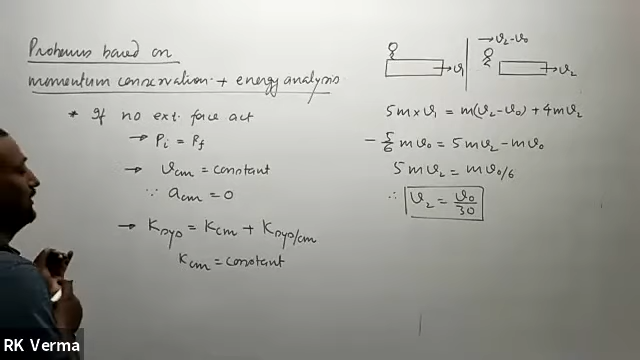 Problems based on
momentum conservation + energy analysis
* If no ext. force act
→ Pi = Pf
→ vcm = constant
∵ acm = 0
→ Ksys = Kcm + Ksys/cm
Kcm = constant
→ v1
→ v2-v0
→ v2
5m × v1 = m(v2-v0) + 4mv2
- 5/6 mv0 = 5mv2 - mv0
5mv2 = mv0/6
∴ v2 = v0/30
RK Verma